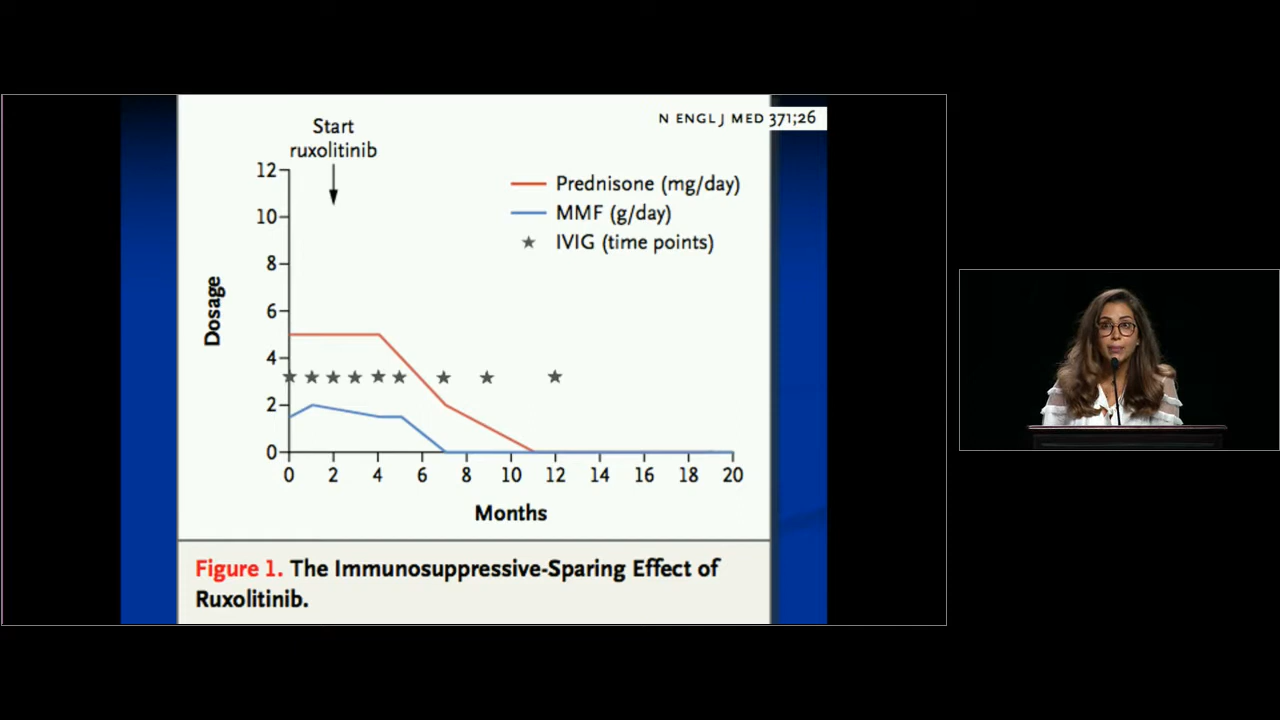 N ENGL J MED 371;26
Start
ruxolitinib
Prednisone (mg/day)
MMF (g/day)
IVIG (time points)
12
10
8
6
4
2
0
Dosage
0 2 4 6 8 10 12 14 16 18 20
Months
Figure 1. The Immunosuppressive-Sparing Effect of
Ruxolitinib.